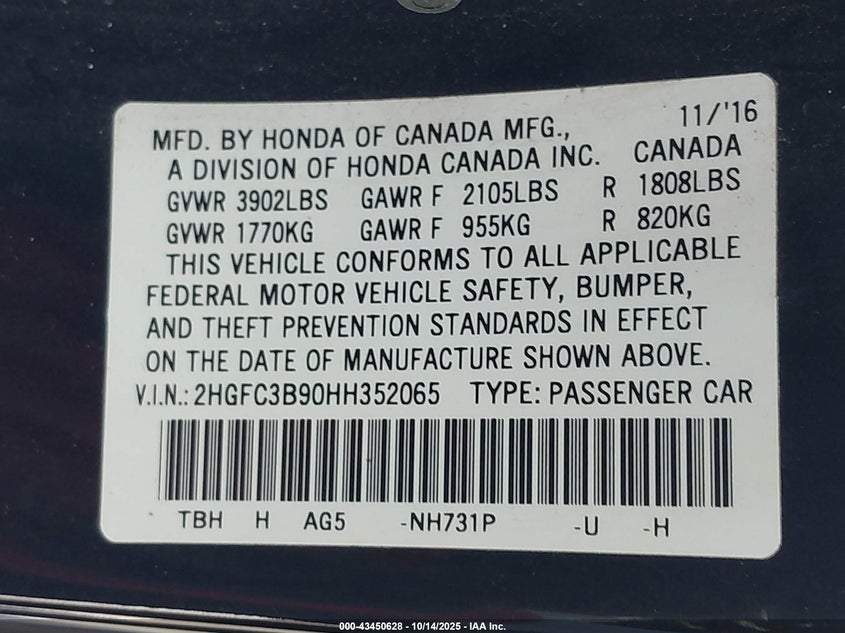 11/'16
MFD. BY HONDA OF CANADA MFG.,
A DIVISION OF HONDA CANADA INC. CANADA
GVWR 3902LBS GAWR F 2105LBS R 1808LBS
GVWR 1770KG GAWR F 955KG R 820KG
THIS VEHICLE CONFORMS TO ALL APPLICABLE
FEDERAL MOTOR VEHICLE SAFETY, BUMPER,
AND THEFT PREVENTION STANDARDS IN EFFECT
ON THE DATE OF MANUFACTURE SHOWN ABOVE.
V.I.N.: 2HGFC3B90HH352065 TYPE: PASSENGER CAR
TBH H AG5 -NH731P -U -H
000-43450628 - 10/14/2025 - IAA Inc.